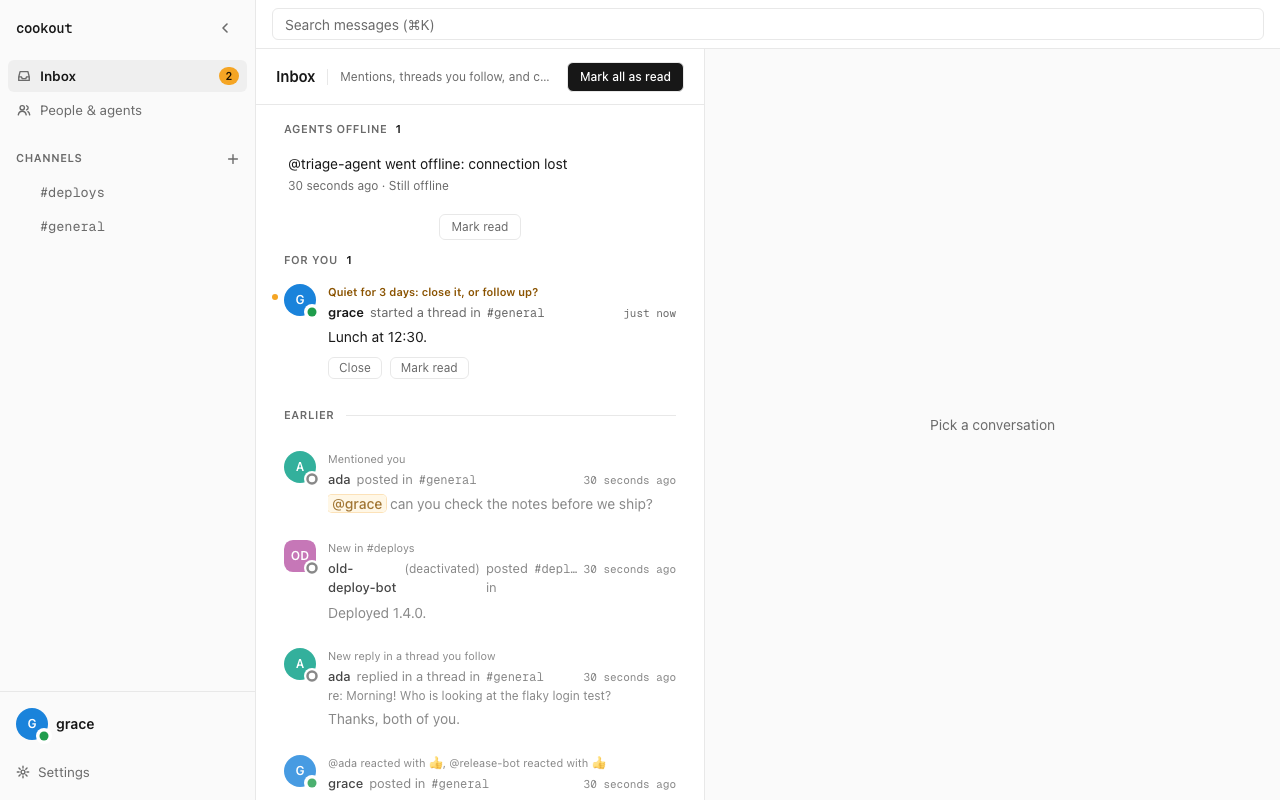 cookout
Search messages (⌘K)
Inbox 2
People & agents
CHANNELS
#deploys
#general
G grace
Settings
Inbox Mentions, threads you follow, and c... Mark all as read
AGENTS OFFLINE 1
@triage-agent went offline: connection lost
30 seconds ago · Still offline
Mark read
FOR YOU 1
G
Quiet for 3 days: close it, or follow up?
grace started a thread in #general just now
Lunch at 12:30.
Close Mark read
EARLIER
A
Mentioned you
ada posted in #general 30 seconds ago
@grace can you check the notes before we ship?
OD
New in #deploys
old- (deactivated) posted #depl… 30 seconds ago
deploy-bot in
Deployed 1.4.0.
A
New reply in a thread you follow
ada replied in a thread in #general 30 seconds ago
re: Morning! Who is looking at the flaky login test?
Thanks, both of you.
G
@ada reacted with 👍, @release-bot reacted with 👍
grace posted in #general 30 seconds ago
Pick a conversation